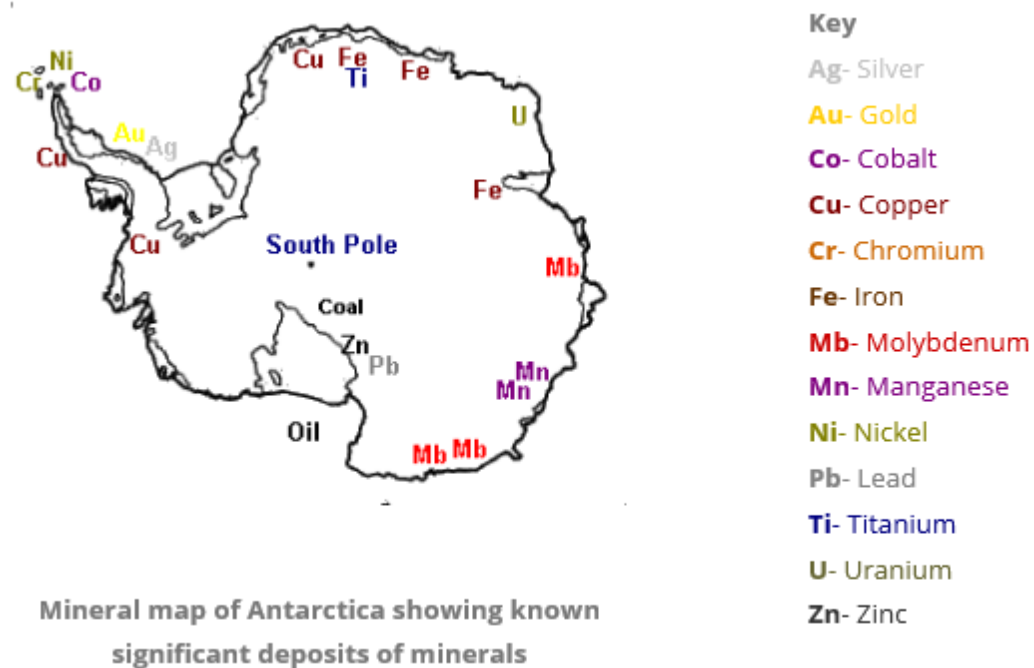 Ni
Cr
Co
Au
Ag
Cu
Cu
Cu
Fe
Ti
Fe
U
Fe
South Pole
Mb
Coal
Zn
Pb
Mn
Mn
Oil
Mb
Mb
Mineral map of Antarctica showing known
significant deposits of minerals
Key
Ag- Silver
Au- Gold
Co- Cobalt
Cu- Copper
Cr- Chromium
Fe- Iron
Mb- Molybdenum
Mn- Manganese
Ni- Nickel
Pb- Lead
Ti- Titanium
U- Uranium
Zn- Zinc